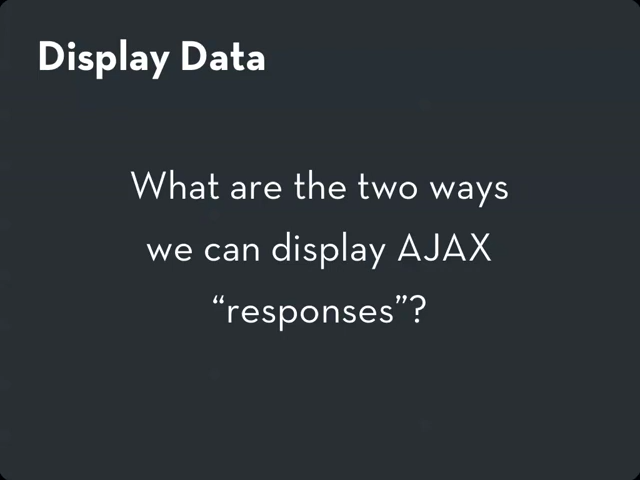 Display Data
What are the two ways
we can display AJAX
“responses”?